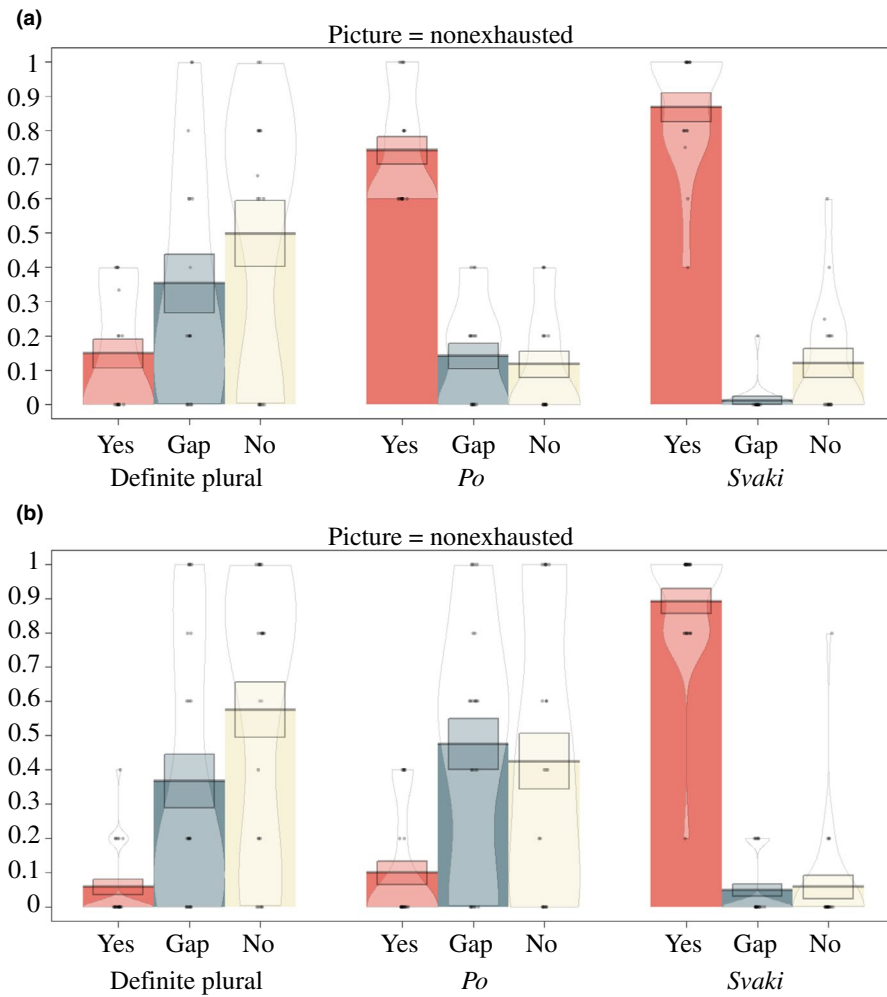 (a)
Picture = nonexhausted
1
0.9
0.8
0.7
0.6
0.5
0.4
0.3
0.2
0.1
0
Yes Gap No Yes Gap No Yes Gap No
Definite plural Po Svaki
(b)
Picture = nonexhausted
1
0.9
0.8
0.7
0.6
0.5
0.4
0.3
0.2
0.1
0
Yes Gap No Yes Gap No Yes Gap No
Definite plural Po Svaki